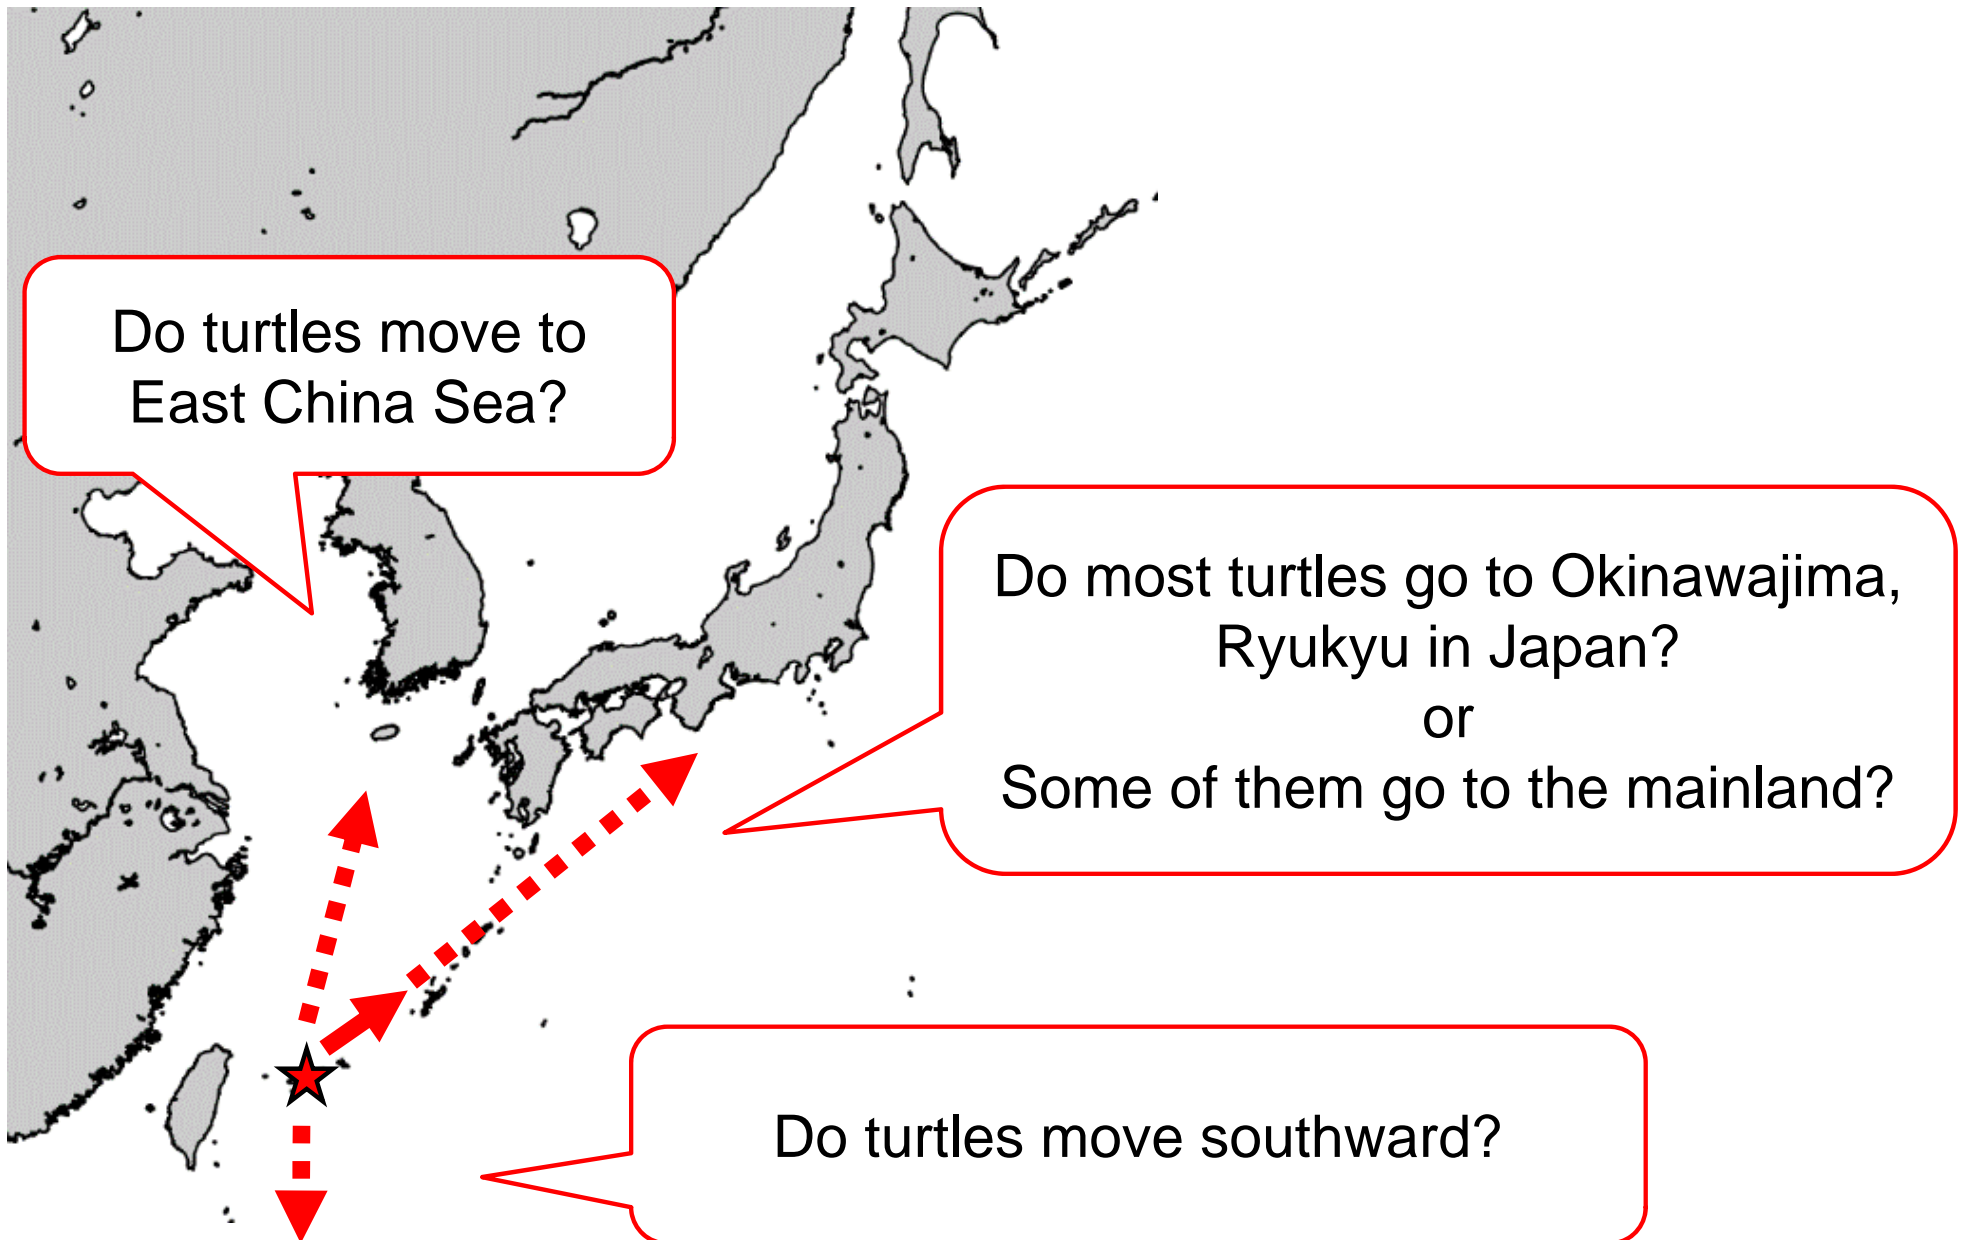 Do turtles move to
East China Sea?
Do most turtles go to Okinawajima,
Ryukyu in Japan?
or
Some of them go to the mainland?
Do turtles move southward?